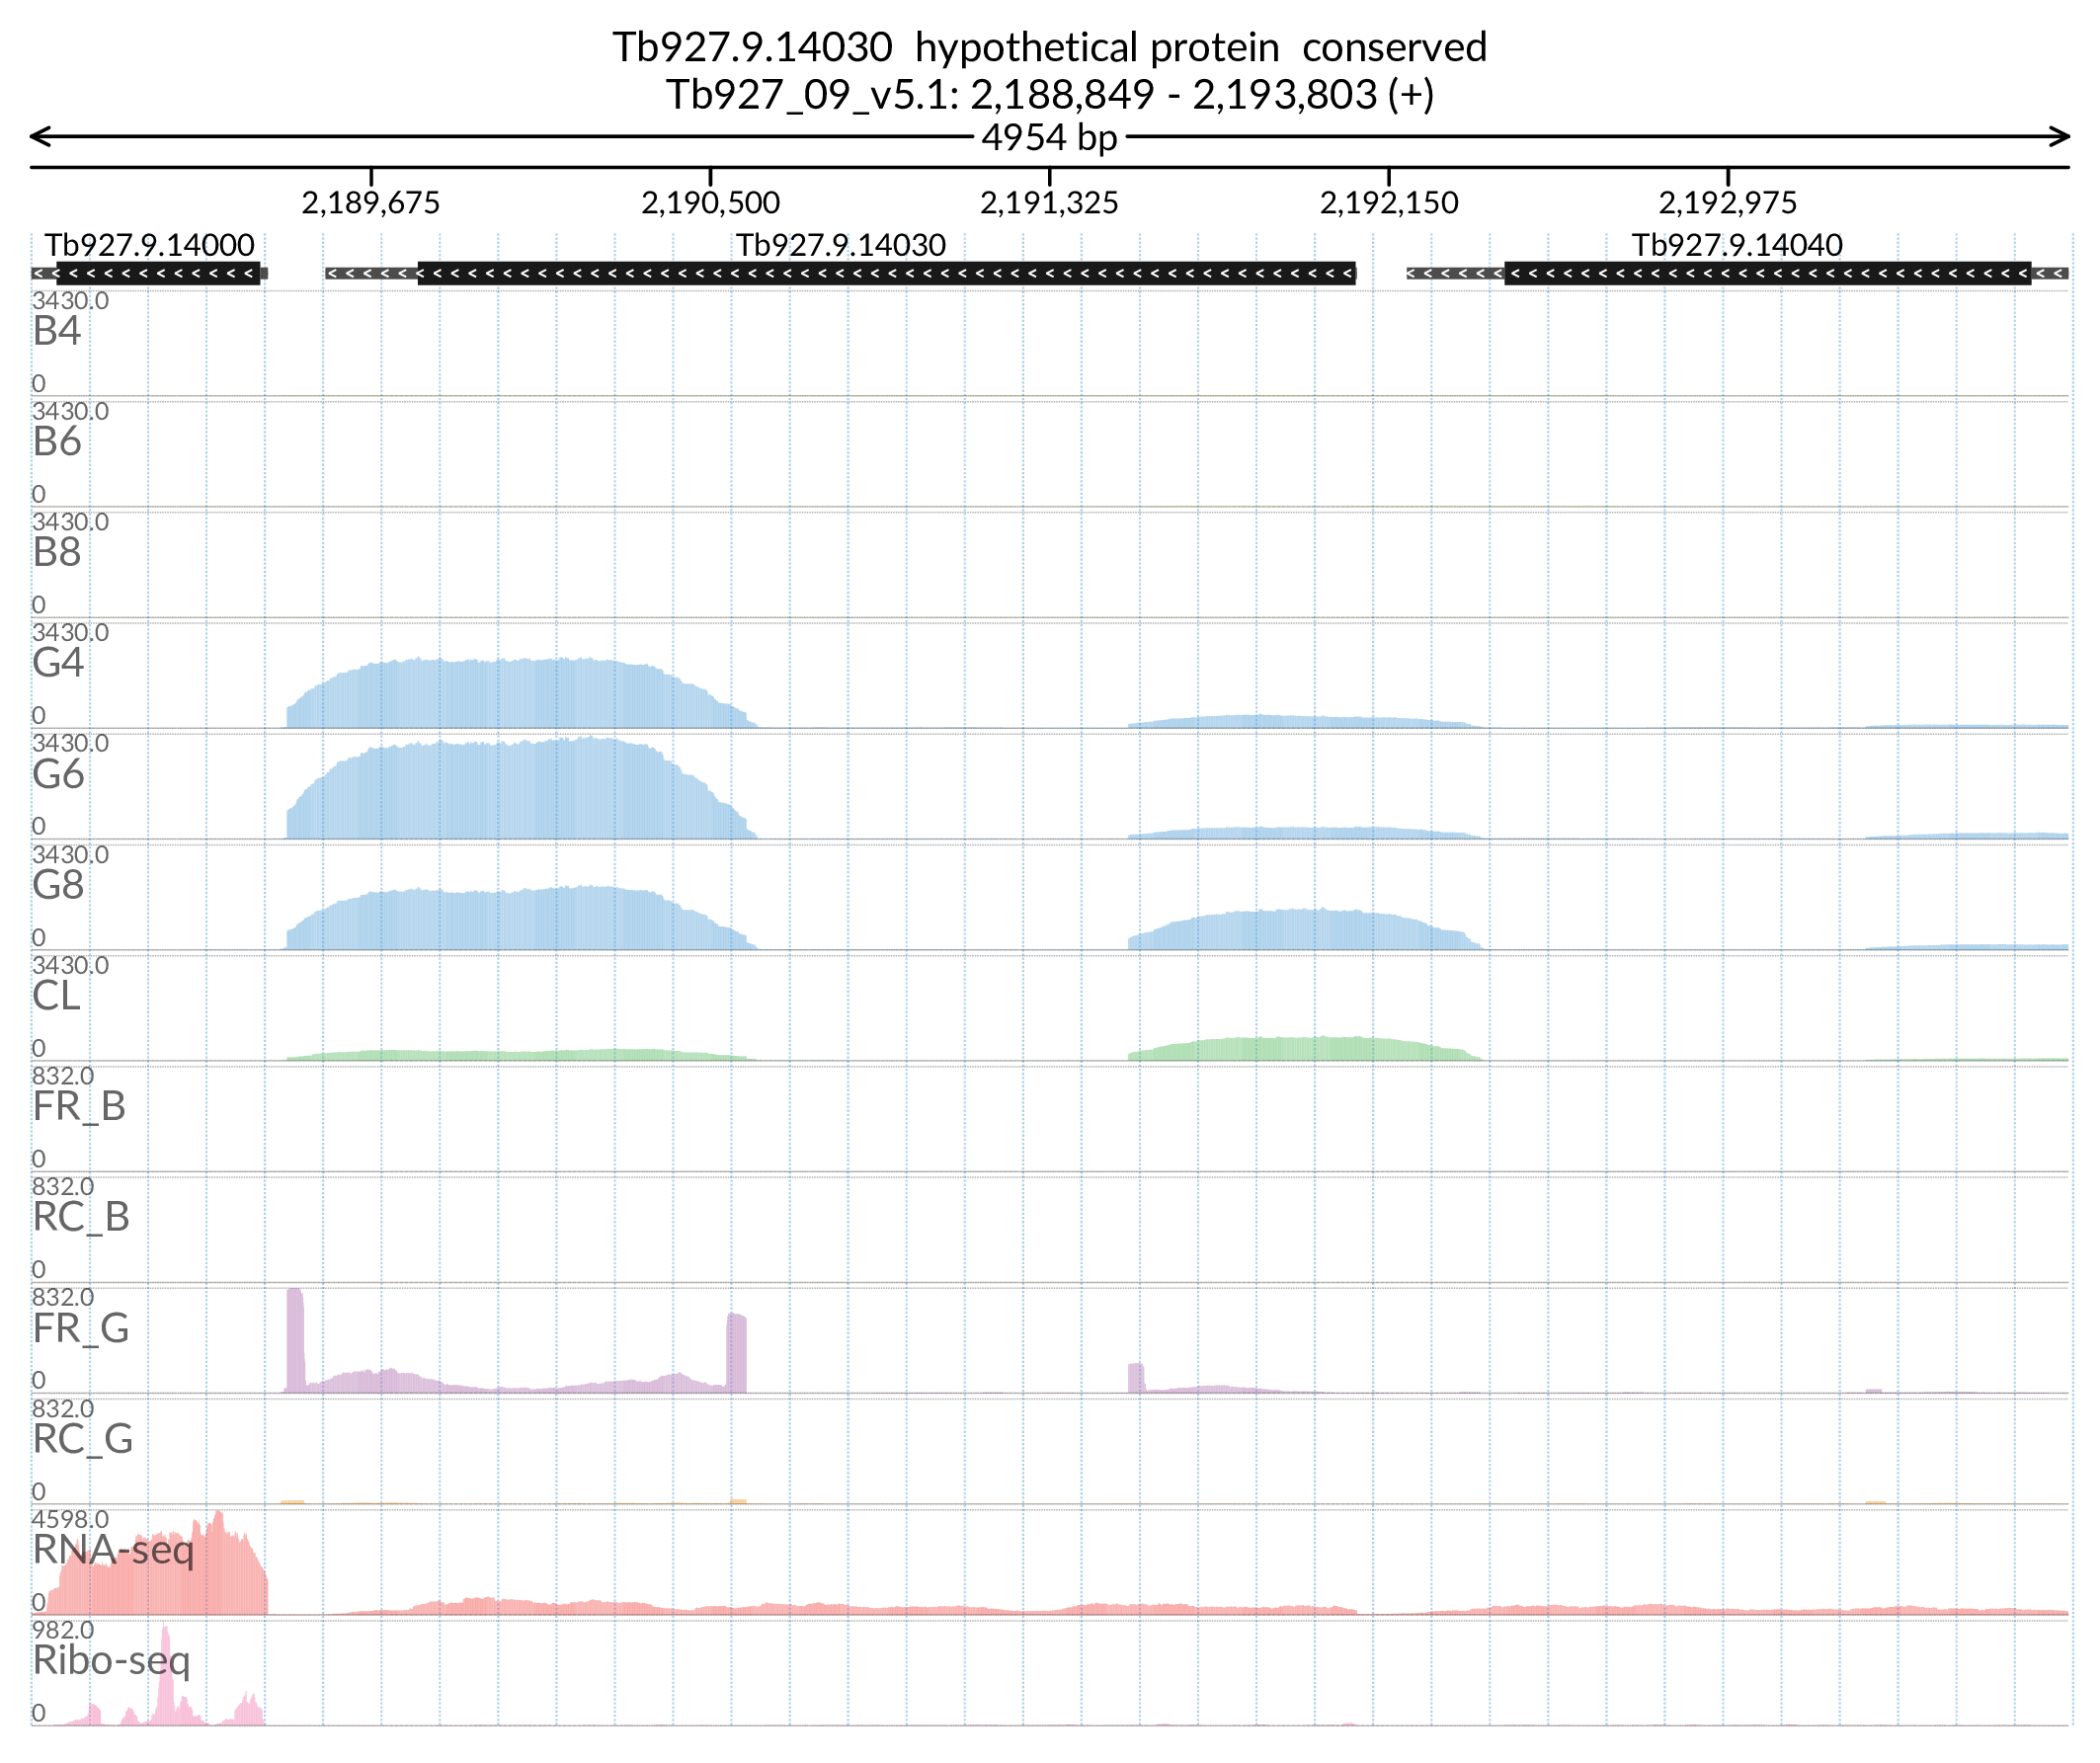 Tb927.9.14030 hypothetical protein conserved
Tb927_09_v5.1: 2,188,849 - 2,193,803 (+)
4954 bp
2,189,675 2,190,500 2,191,325 2,192,150 2,192,975
Tb927.9.14000 Tb927.9.14030 Tb927.9.14040
3430.0
B4
0
3430.0
B6
0
3430.0
B8
0
3430.0
G4
0
3430.0
G6
0
3430.0
G8
0
3430.0
CL
0
832.0
FR_B
0
832.0
RC_B
0
832.0
FR_G
0
832.0
RC_G
0
4598.0
RNA-seq
0
982.0
Ribo-seq
0